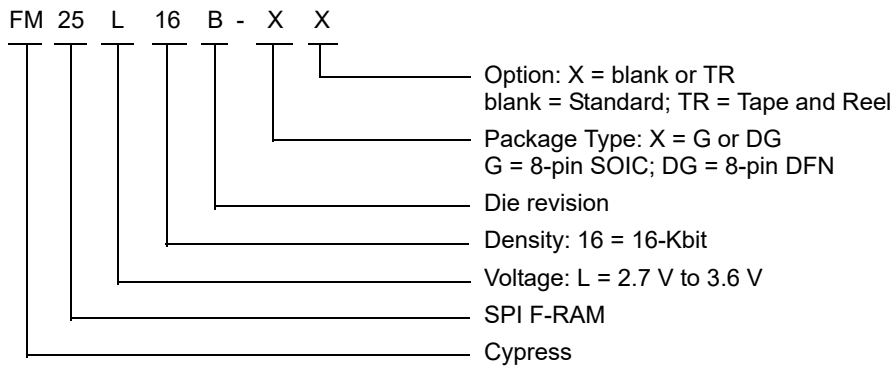 FM 25 L 16 B - X X
Option: X = blank or TR
blank = Standard; TR = Tape and Reel
Package Type: X = G or DG
G = 8-pin SOIC; DG = 8-pin DFN
Die revision
Density: 16 = 16-Kbit
Voltage: L = 2.7 V to 3.6 V
SPI F-RAM
Cypress